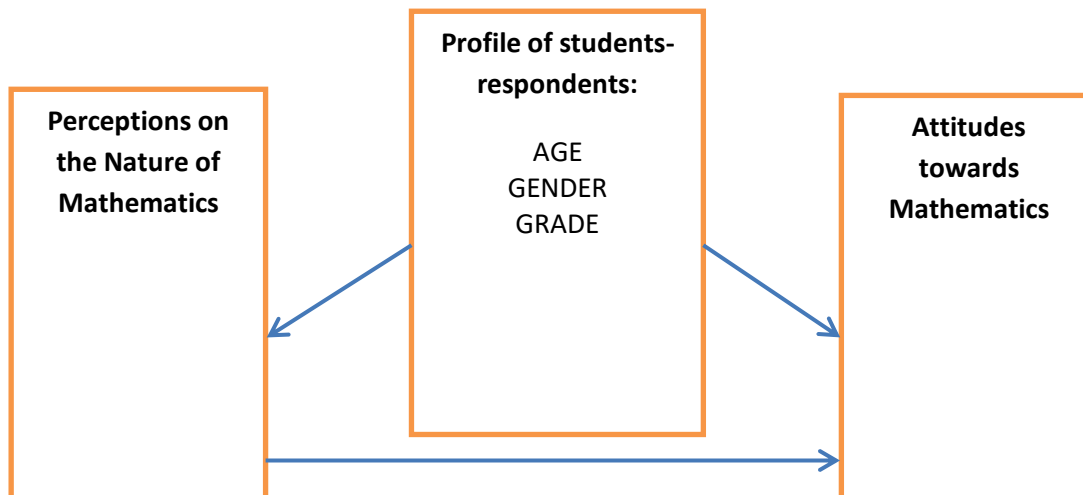 Perceptions on
the Nature of
Mathematics
Profile of students-
respondents:
AGE
GENDER
GRADE
Attitudes
towards
Mathematics